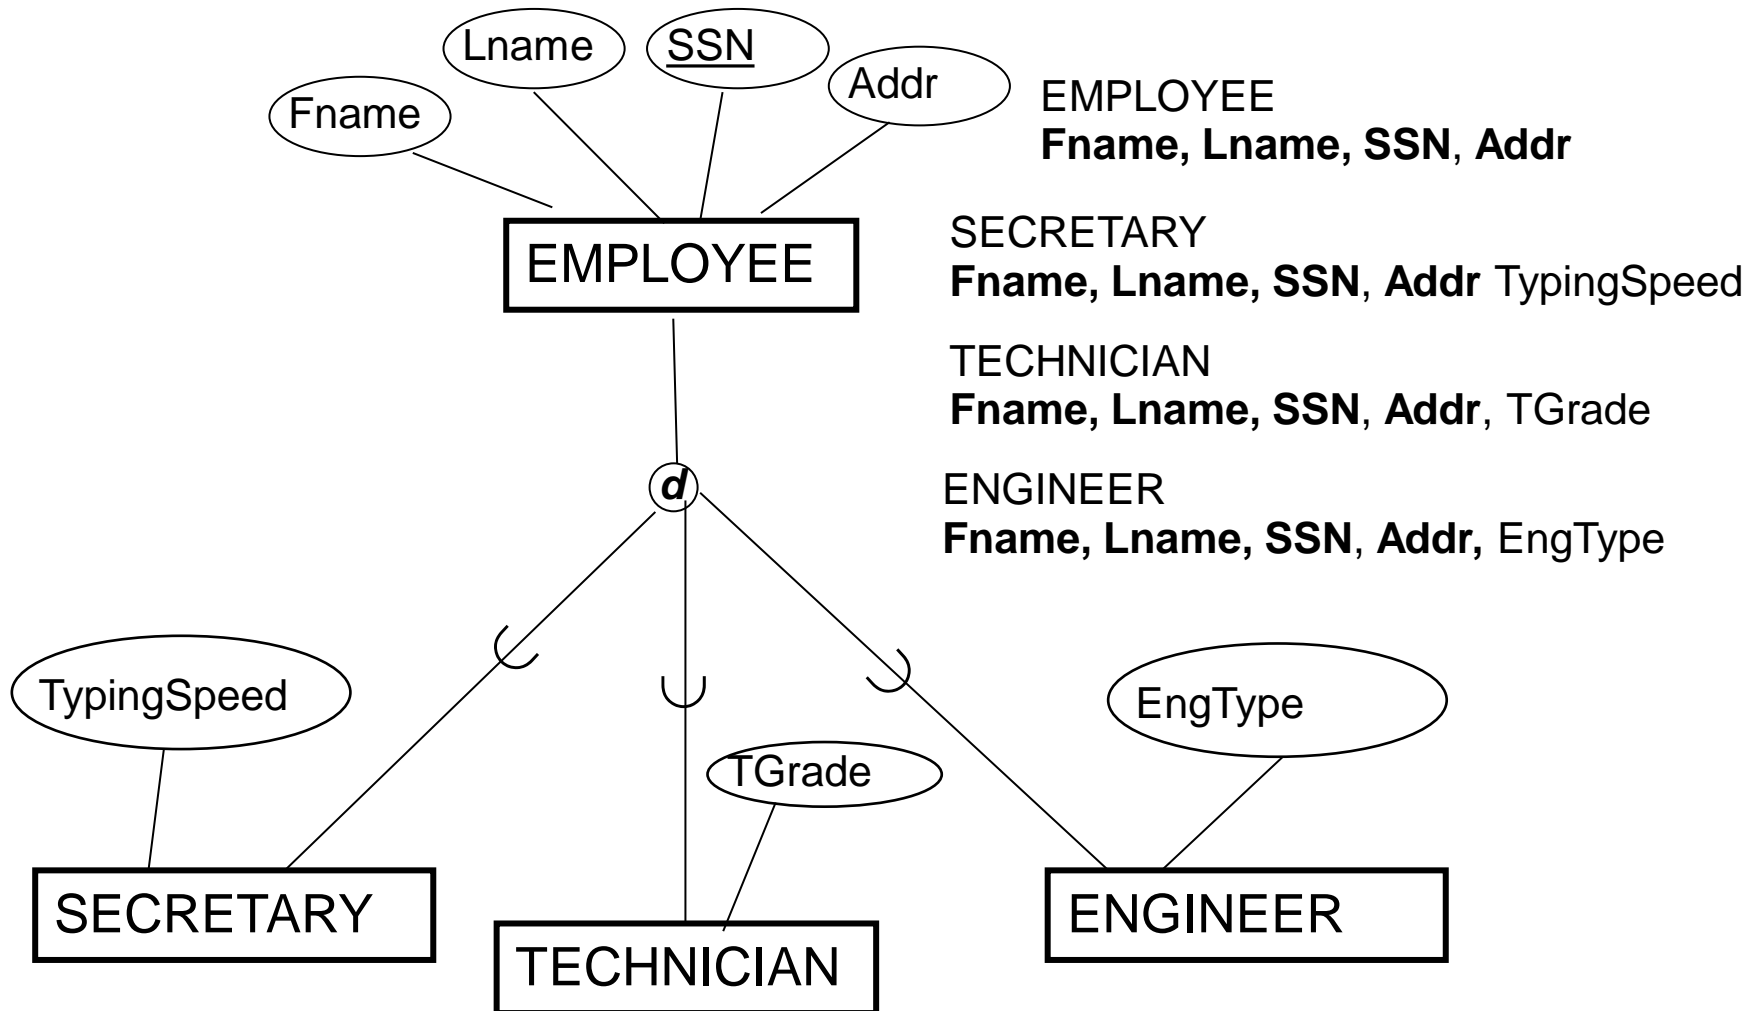 Lname
SSN
Addr
Fname
EMPLOYEE
Fname, Lname, SSN, Addr
EMPLOYEE
SECRETARY
Fname, Lname, SSN, Addr TypingSpeed
TECHNICIAN
Fname, Lname, SSN, Addr, TGrade
d
ENGINEER
Fname, Lname, SSN, Addr, EngType
TypingSpeed
EngType
TGrade
SECRETARY
TECHNICIAN
ENGINEER